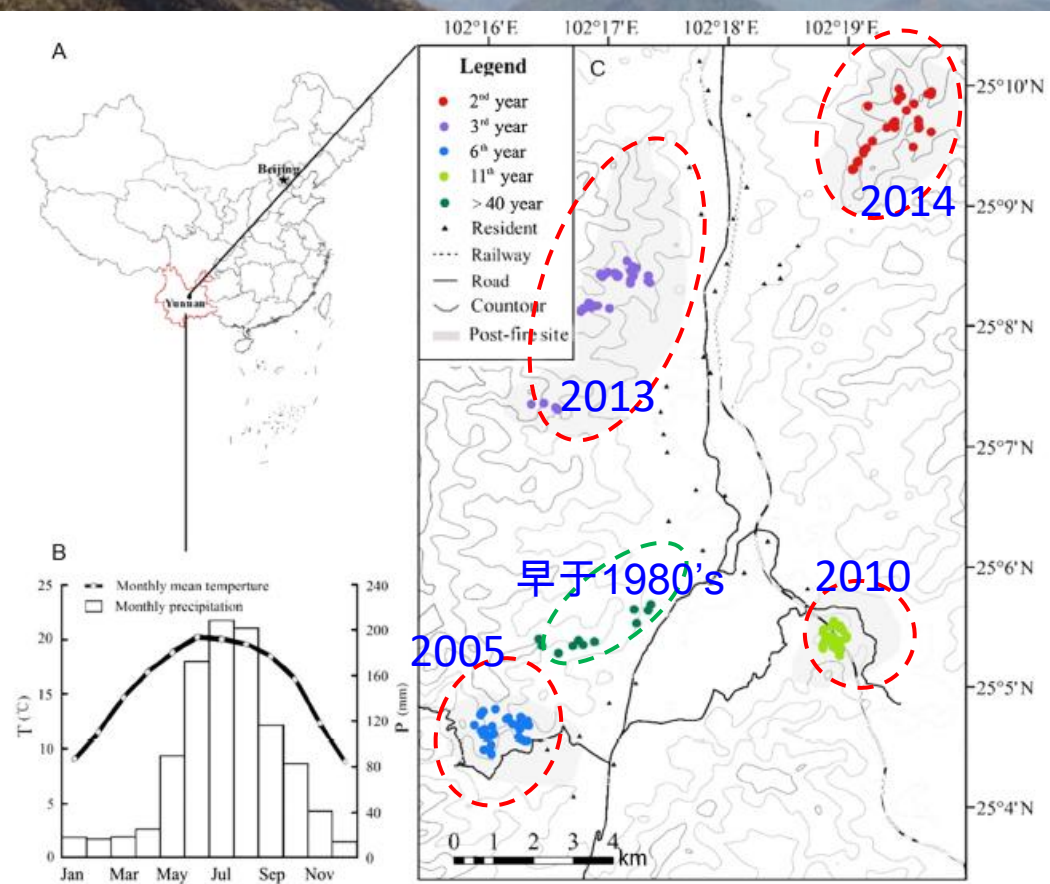 A
Beijing
Yunnan
B
Monthly mean temperture
Monthly precipitation
25
20
15
10
5
0
T (℃)
240
200
160
120
80
40
0
P (mm)
Jan Mar May Jul Sep Nov
102°16′E 102°17′E 102°18′E 102°19′E
C
Legend
2nd year
3rd year
6th year
11th year
> 40 year
Resident
Railway
Road
Countour
Post-fire site
2014
2013
早于1980's
2010
2005
25°10′N
25°9′N
25°8′N
25°7′N
25°6′N
25°5′N
25°4′N
0 1 2 3 4 km